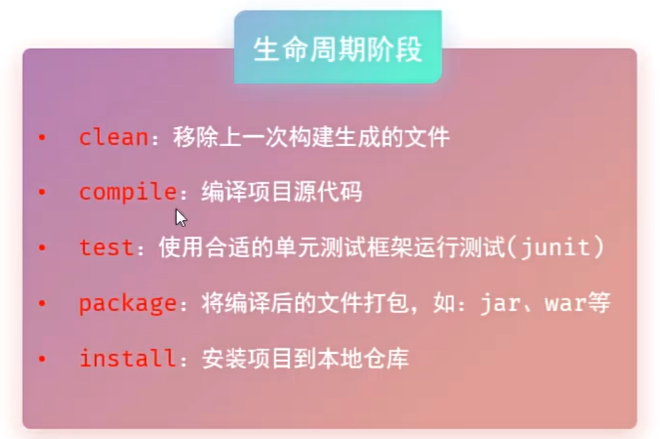 生命周期阶段
• clean：移除上一次构建生成的文件
• compile：编译项目源代码
• test：使用合适的单元测试框架运行测试(junit)
• package：将编译后的文件打包，如：jar、war等
• install：安装项目到本地仓库